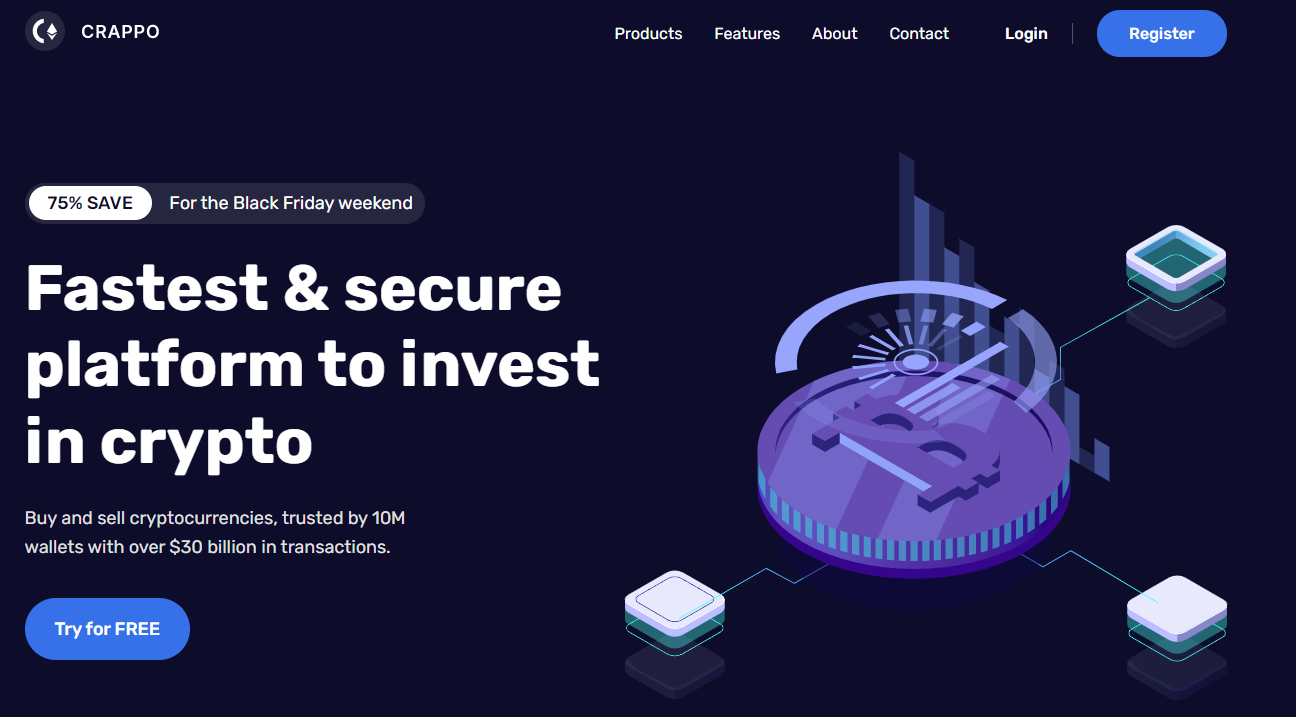 CRAPPO
Products
Features
About
Contact
Login
Register
75% SAVE
For the Black Friday weekend
Fastest & secure
platform to invest
in crypto
Buy and sell cryptocurrencies, trusted by 10M
wallets with over $30 billion in transactions.
Try for FREE